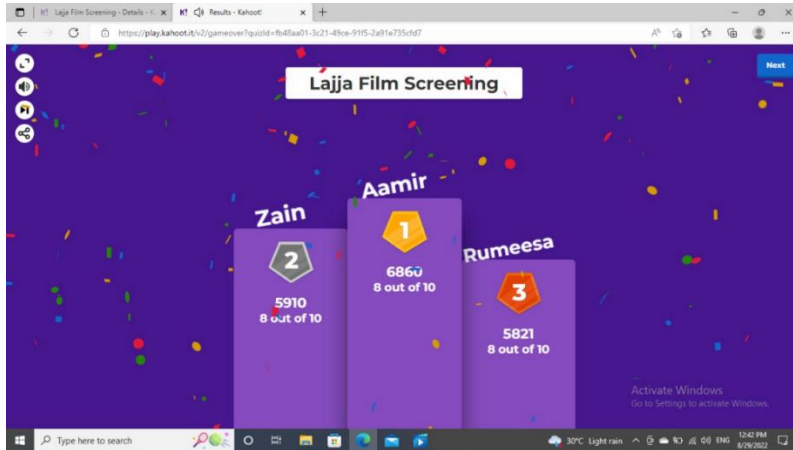 K! Lajja Film Screening - Details - K
K! Results - Kahoot!
https://play.kahoot.it/v2/gameover?quizId=fb48aa01-3c21-49ce-91f5-2a91e735cfd7
Next
Lajja Film Screening
Aamir
Zain
Rumeesa
1
2
3
6860
8 out of 10
5910
8 out of 10
5821
8 out of 10
Activate Windows
Go to Settings to activate Windows.
Type here to search
30°C Light rain
ENG
12:42 PM
8/29/2022